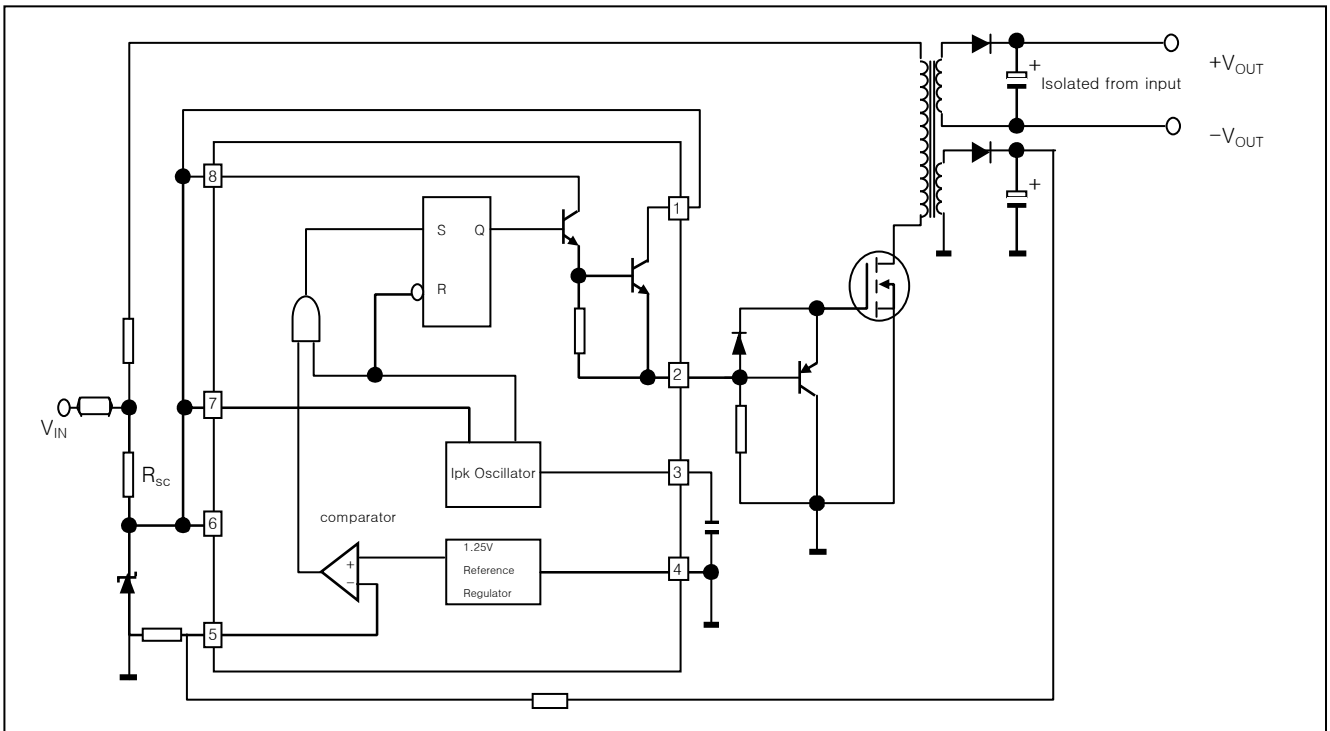 +V_OUT
+
Isolated from input
−V_OUT
+
8
1
S Q
R
2
7
V_IN
R_sc
Ipk Oscillator
3
6
comparator
1.25V
Reference
Regulator
4
+
−
5